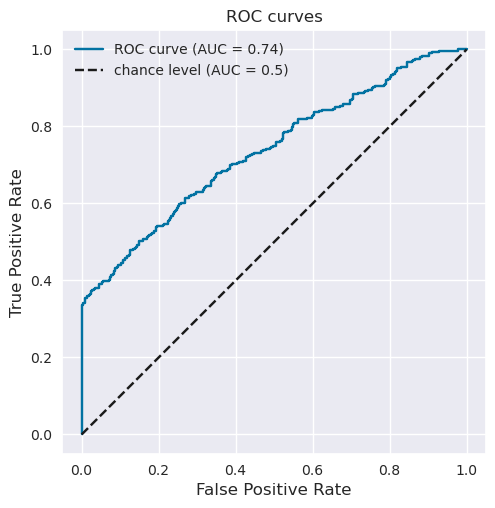 ROC curves
ROC curve (AUC = 0.74)
chance level (AUC = 0.5)
1.0
0.8
0.6
0.4
0.2
0.0
True Positive Rate
0.0 0.2 0.4 0.6 0.8 1.0
False Positive Rate